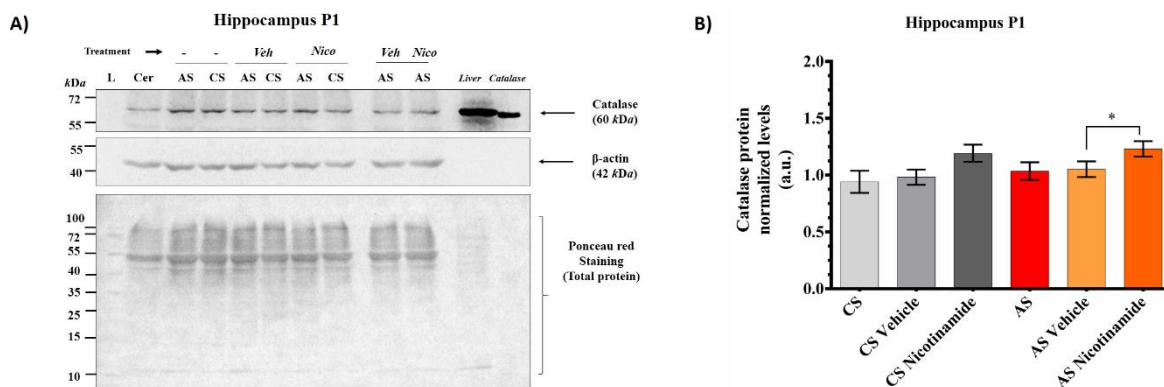 A)
Hippocampus P1
Treatment - - Veh Nico Veh Nico
kDa L Cer AS CS AS CS AS CS AS AS Liver Catalase
72
55
Catalase
(60 kDa)
55
40
β-actin
(42 kDa)
100
72
55
40
35
25
15
10
Ponceau red
Staining
(Total protein)
B)
Hippocampus P1
Catalase protein
normalized levels
(a.u.)
2.0
1.5
1.0
0.5
0.0
*
CS
CS Vehicle
CS Nicotinamide
AS
AS Vehicle
AS Nicotinamide